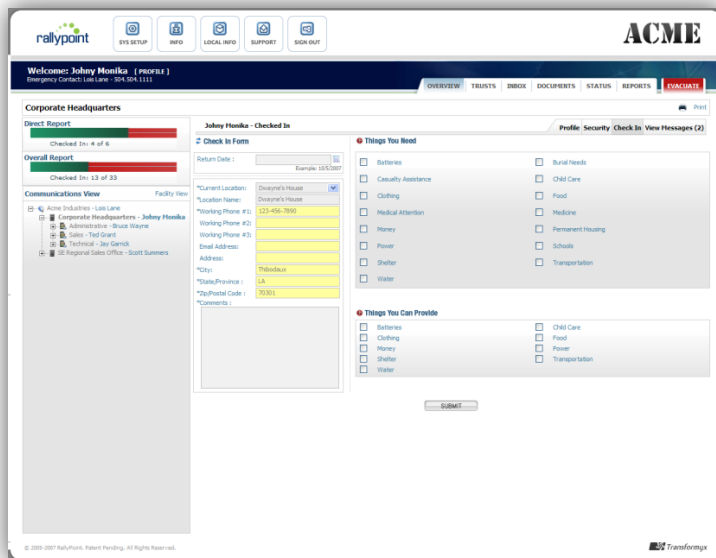 rallypoint
SYS SETUP
INFO
LOCAL INFO
SUPPORT
SIGN OUT
ACME
Welcome: Johny Monika [ PROFILE ]
Emergency Contact: Lois Lane - 504.504.1111
OVERVIEW TRUSTS INBOX DOCUMENTS STATUS REPORTS EVACUATE
Corporate Headquarters
Print
Direct Report
Checked In: 4 of 6
Overall Report
Checked In: 13 of 33
Communications View Facility View
Acme Industries - Lois Lane
Corporate Headquarters - Johny Monika
Administrative - Bruce Wayne
Sales - Ted Grant
Technical - Jay Garrick
SE Regional Sales Office - Scott Summers
Johny Monika - Checked In
Profile Security Check In View Messages (2)
Check In Form
Return Date :
Example: 10/5/2007
*Current Location: Dwayne's House
*Location Name: Dwayne's House
*Working Phone #1: 123-456-7890
Working Phone #2:
Working Phone #3:
Email Address:
Address:
*City: Thibodaux
*State/Province : LA
*Zip/Postal Code : 70301
*Comments :
Things You Need
Batteries Burial Needs
Casualty Assistance Child Care
Clothing Food
Medical Attention Medicine
Money Permanent Housing
Power Schools
Shelter Transportation
Water
Things You Can Provide
Batteries Child Care
Clothing Food
Money Power
Shelter Transportation
Water
SUBMIT
© 2005-2007 RallyPoint. Patent Pending. All Rights Reserved.
Transformyx